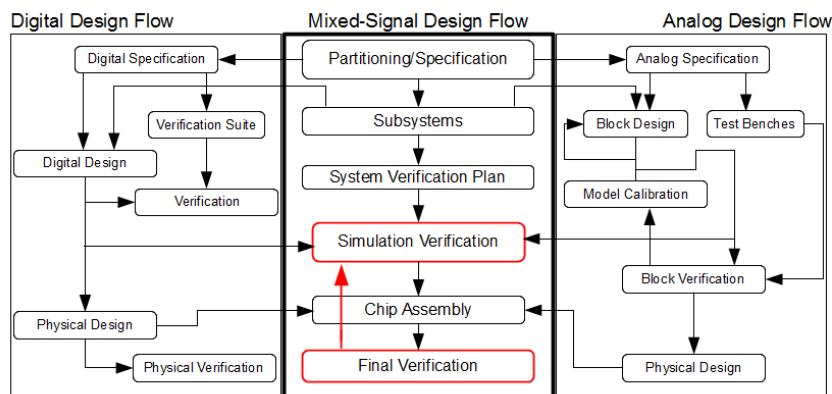 Digital Design Flow
Mixed-Signal Design Flow
Analog Design Flow
Digital Specification
Partitioning/Specification
Analog Specification
Verification Suite
Subsystems
Block Design
Test Benches
Digital Design
System Verification Plan
Verification
Model Calibration
Simulation Verification
Block Verification
Physical Design
Chip Assembly
Physical Verification
Final Verification
Physical Design